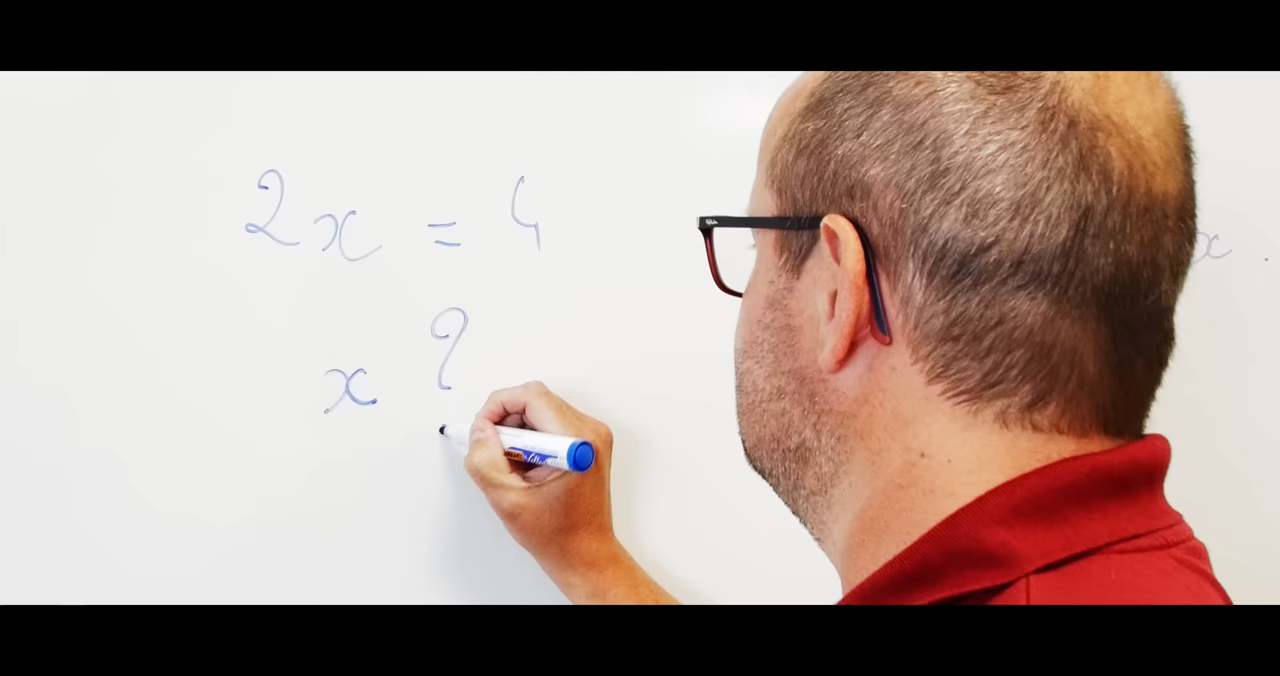 2x = 4
x ?
x .